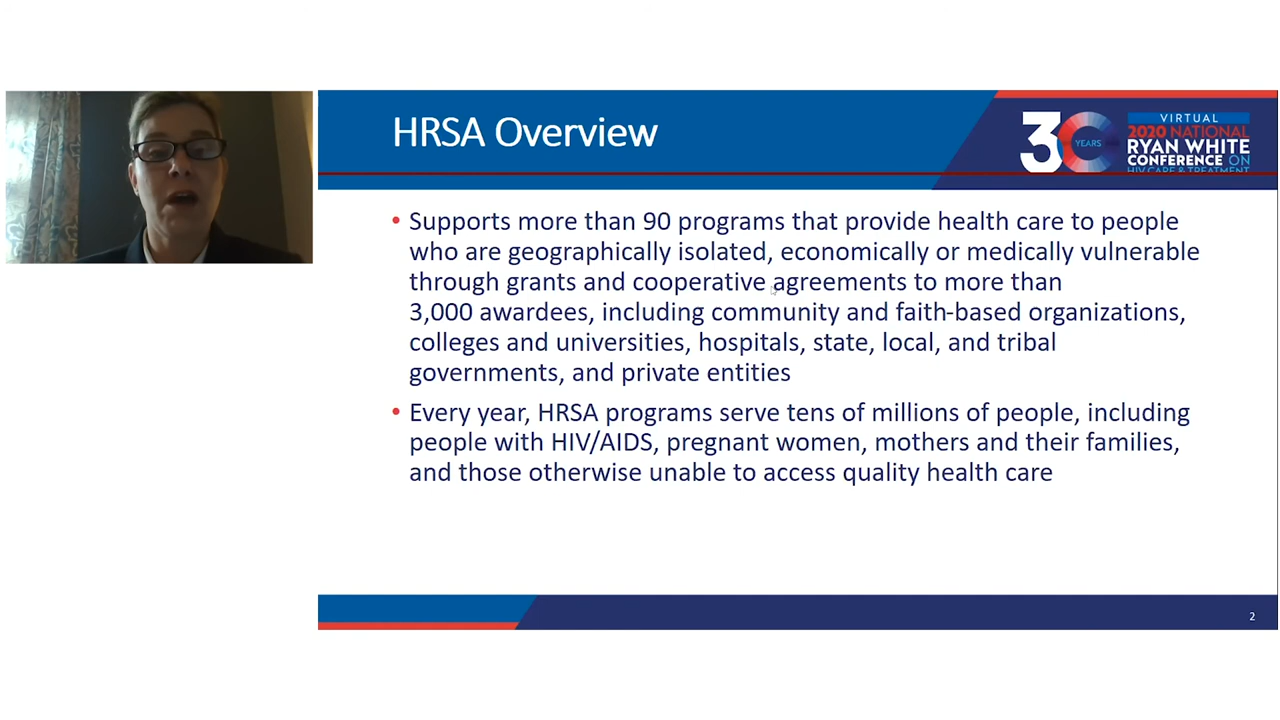 HRSA Overview
30 YEARS
VIRTUAL
2020 NATIONAL
RYAN WHITE
CONFERENCE ON
HIV CARE & TREATMENT
• Supports more than 90 programs that provide health care to people
who are geographically isolated, economically or medically vulnerable
through grants and cooperative agreements to more than
3,000 awardees, including community and faith-based organizations,
colleges and universities, hospitals, state, local, and tribal
governments, and private entities
• Every year, HRSA programs serve tens of millions of people, including
people with HIV/AIDS, pregnant women, mothers and their families,
and those otherwise unable to access quality health care
2